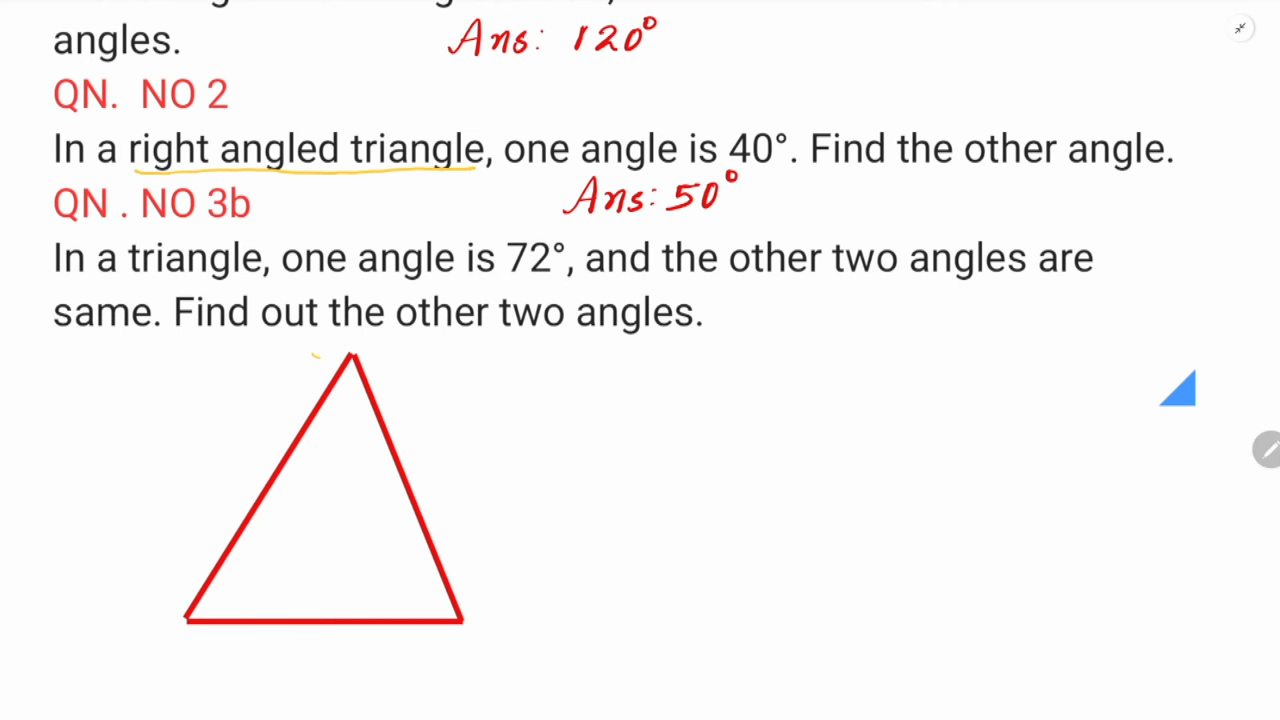 angles. Ans: 120°
QN. NO 2
In a right angled triangle, one angle is 40°. Find the other angle.
QN . NO 3b Ans: 50°
In a triangle, one angle is 72°, and the other two angles are
same. Find out the other two angles.